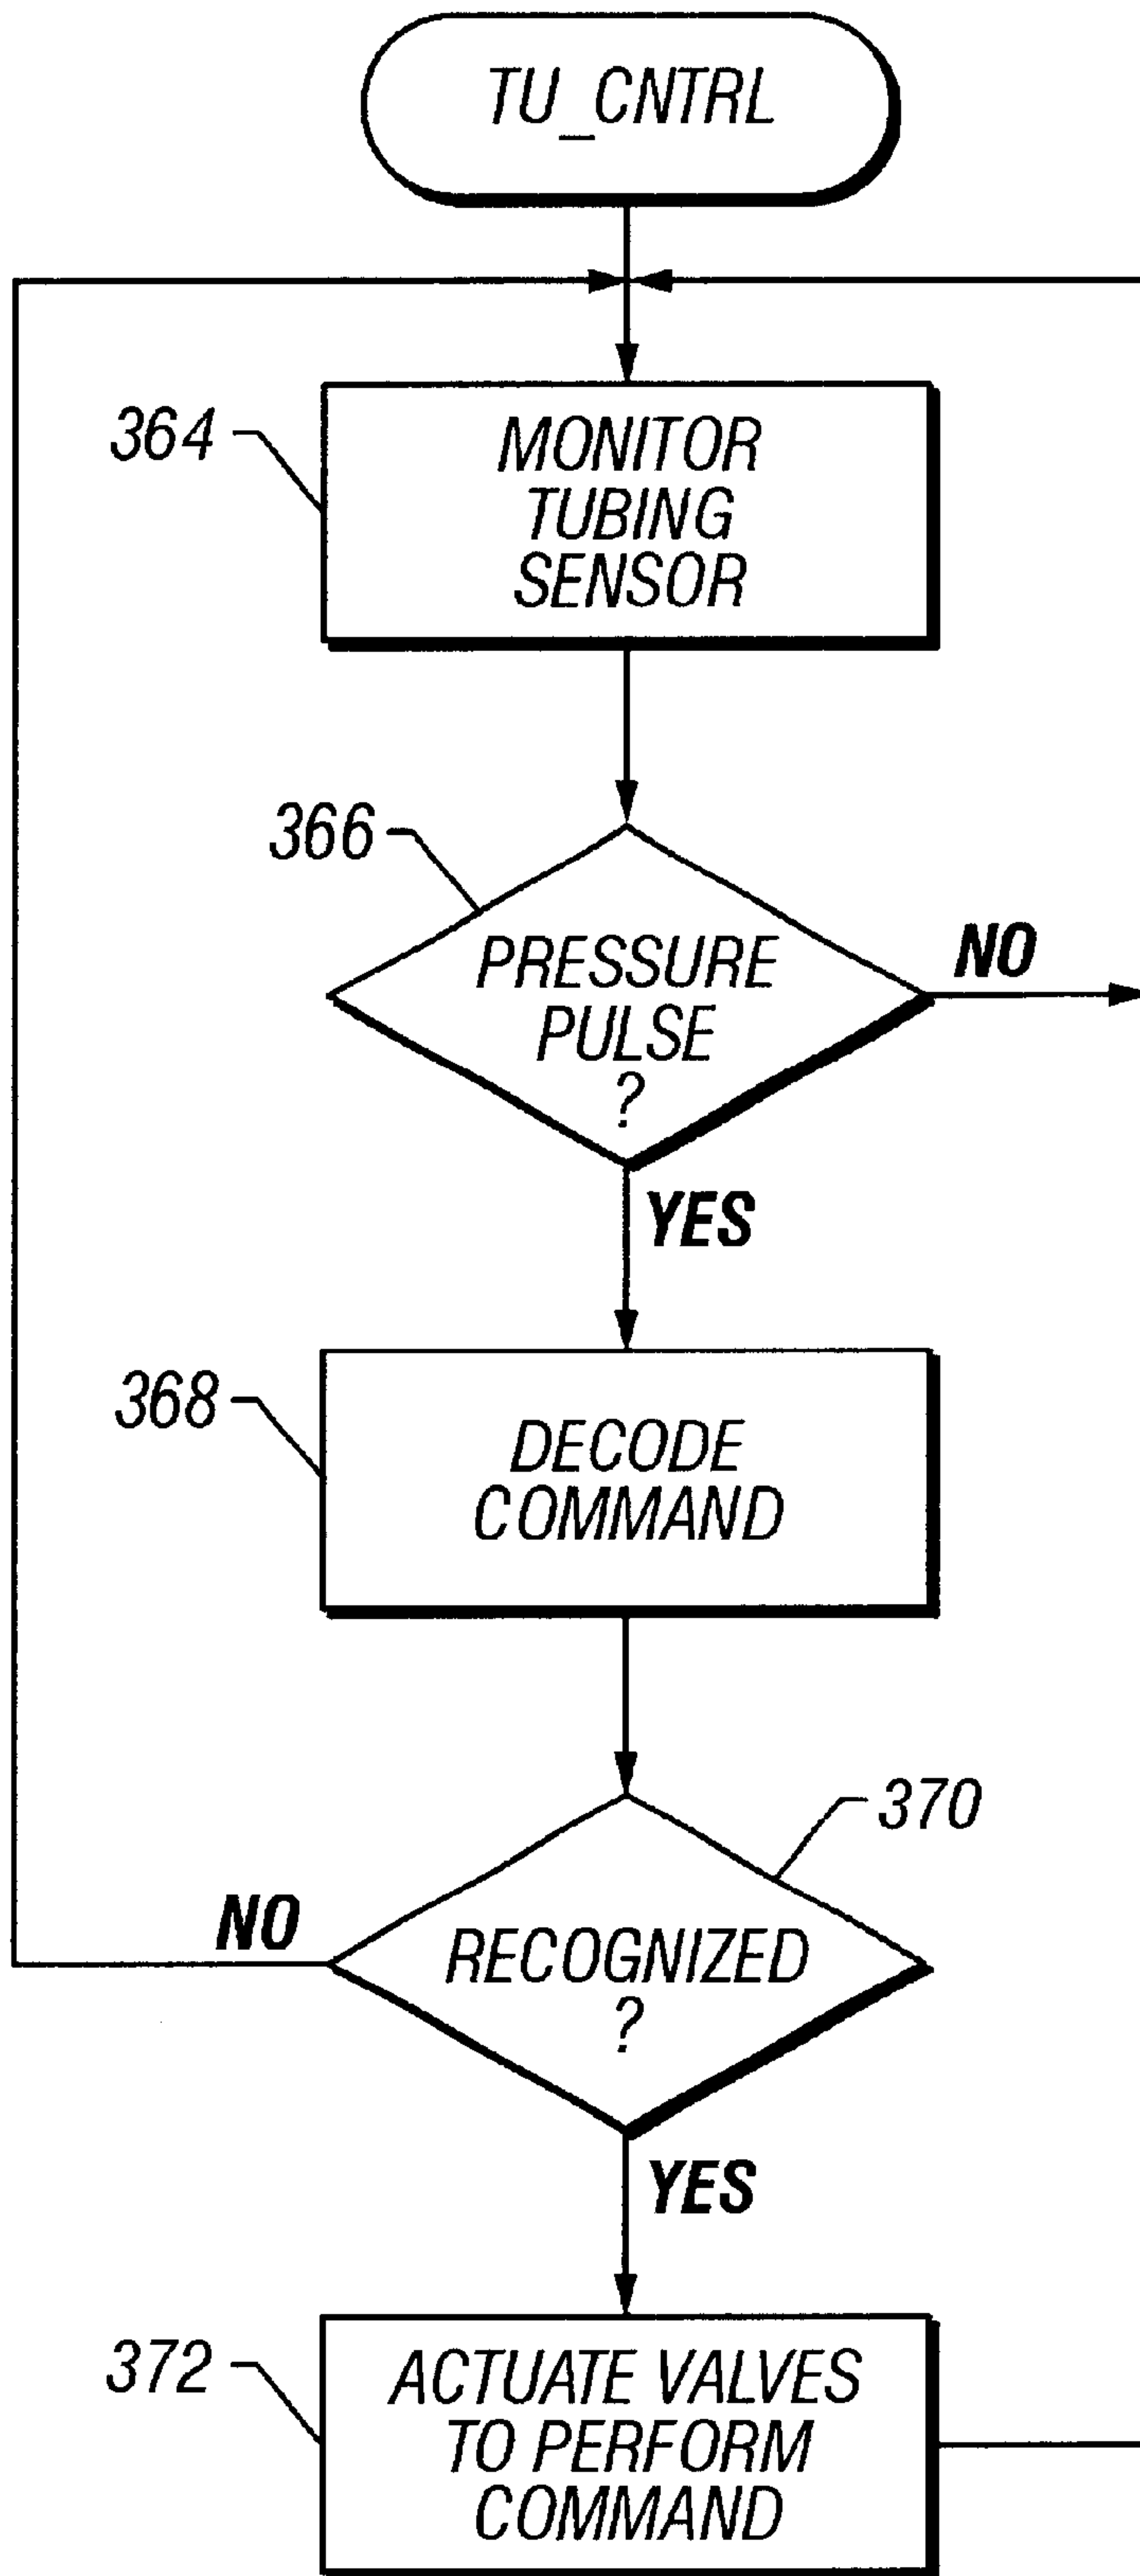 TU_CNTRL
364
MONITOR
TUBING
SENSOR
366
PRESSURE
PULSE
?
NO
YES
368
DECODE
COMMAND
370
NO
RECOGNIZED
?
YES
372
ACTUATE VALVES
TO PERFORM
COMMAND